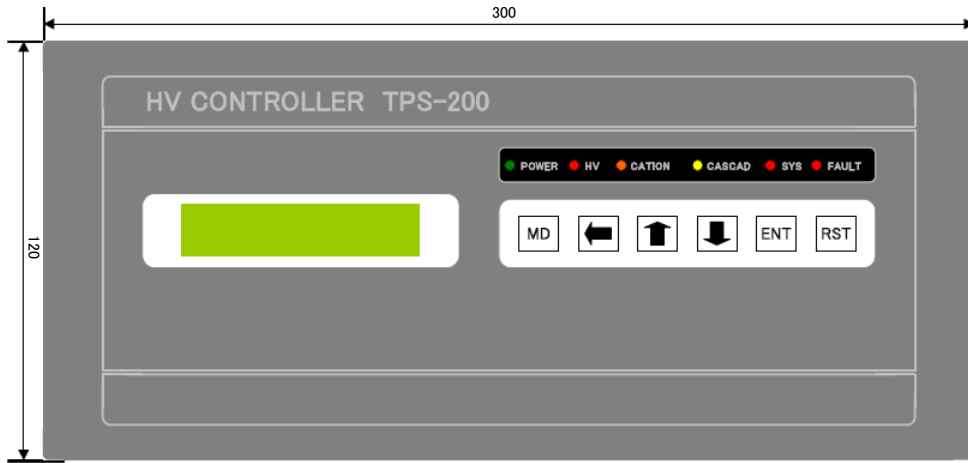 300
120
HV CONTROLLER TPS-200
POWER HV CATION CASCAD SYS FAULT
MD ENT RST